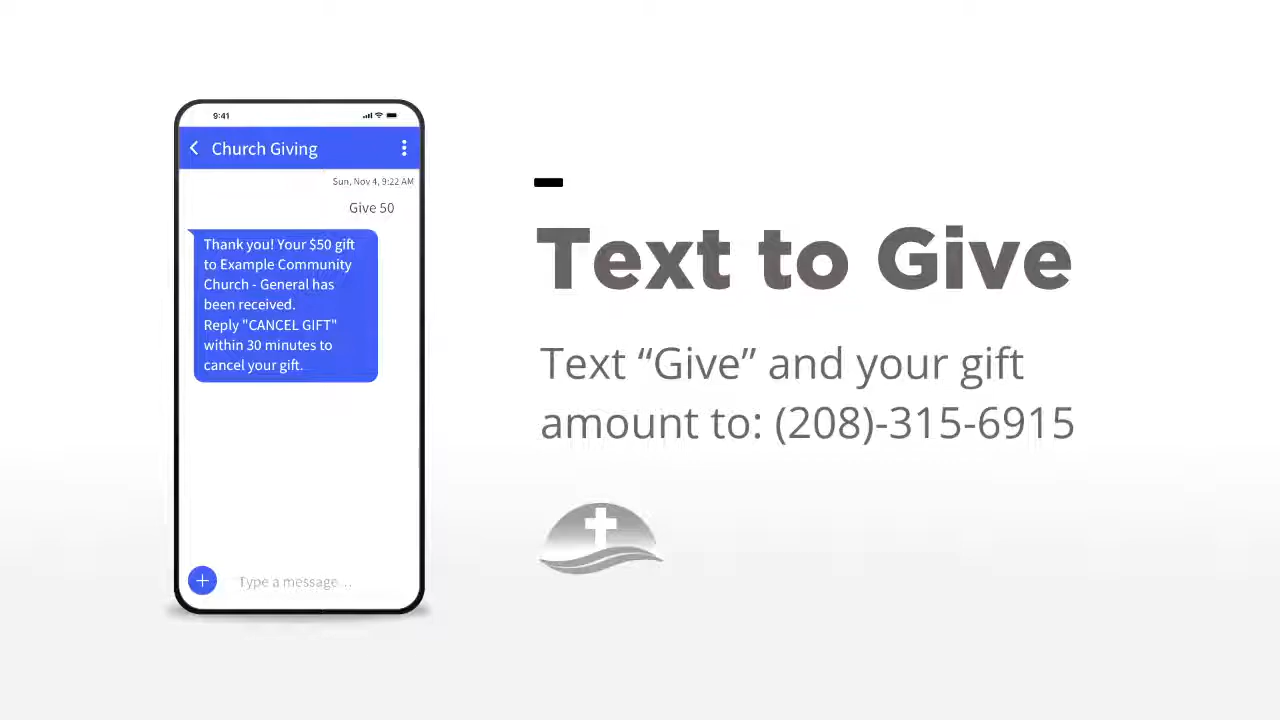 9:41
Church Giving
Sun, Nov 4, 9:22 AM
Give 50
Thank you! Your $50 gift
to Example Community
Church - General has
been received.
Reply "CANCEL GIFT"
within 30 minutes to
cancel your gift.
Type a message...
Text to Give
Text “Give” and your gift
amount to: (208)-315-6915